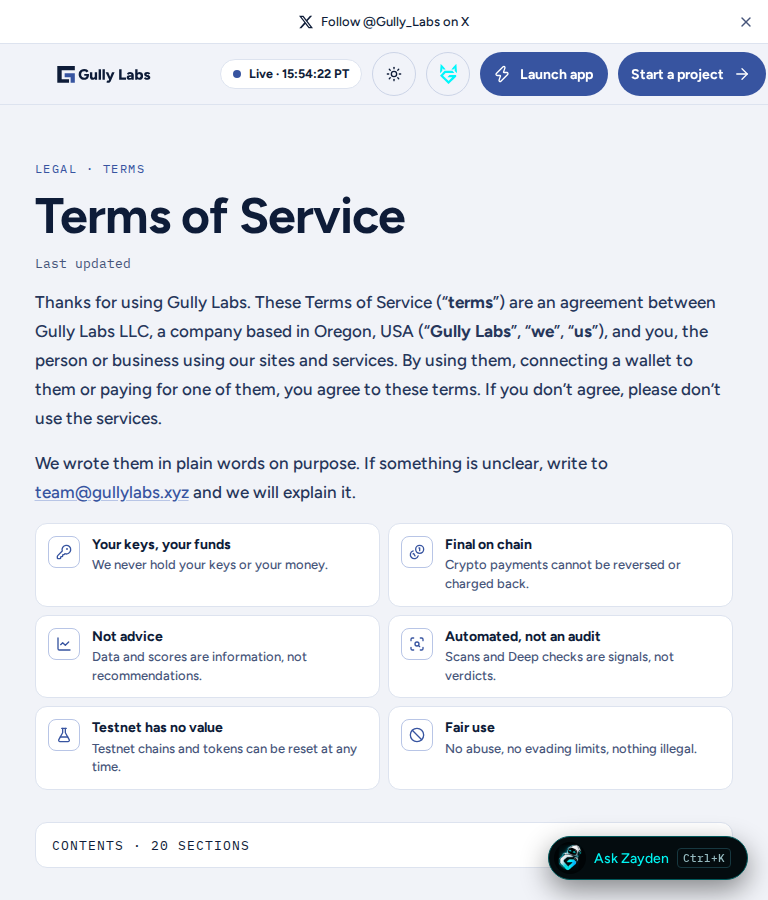 Follow @Gully_Labs on X
Gully Labs
Live · 15:54:22 PT
Launch app
Start a project
LEGAL · TERMS
Terms of Service
Last updated
Thanks for using Gully Labs. These Terms of Service (“terms”) are an agreement between
Gully Labs LLC, a company based in Oregon, USA (“Gully Labs”, “we”, “us”), and you, the
person or business using our sites and services. By using them, connecting a wallet to
them or paying for one of them, you agree to these terms. If you don’t agree, please don’t
use the services.
We wrote them in plain words on purpose. If something is unclear, write to
team@gullylabs.xyz and we will explain it.
Your keys, your funds
We never hold your keys or your money.
Final on chain
Crypto payments cannot be reversed or
charged back.
Not advice
Data and scores are information, not
recommendations.
Automated, not an audit
Scans and Deep checks are signals, not
verdicts.
Testnet has no value
Testnet chains and tokens can be reset at any
time.
Fair use
No abuse, no evading limits, nothing illegal.
CONTENTS · 20 SECTIONS
Ask Zayden
Ctrl+K